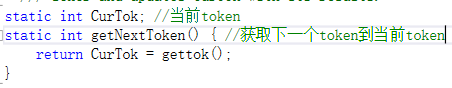 static int CurTok; //当前token
static int getNextToken() { //获取下一个token到当前token
    return CurTok = gettok();
}